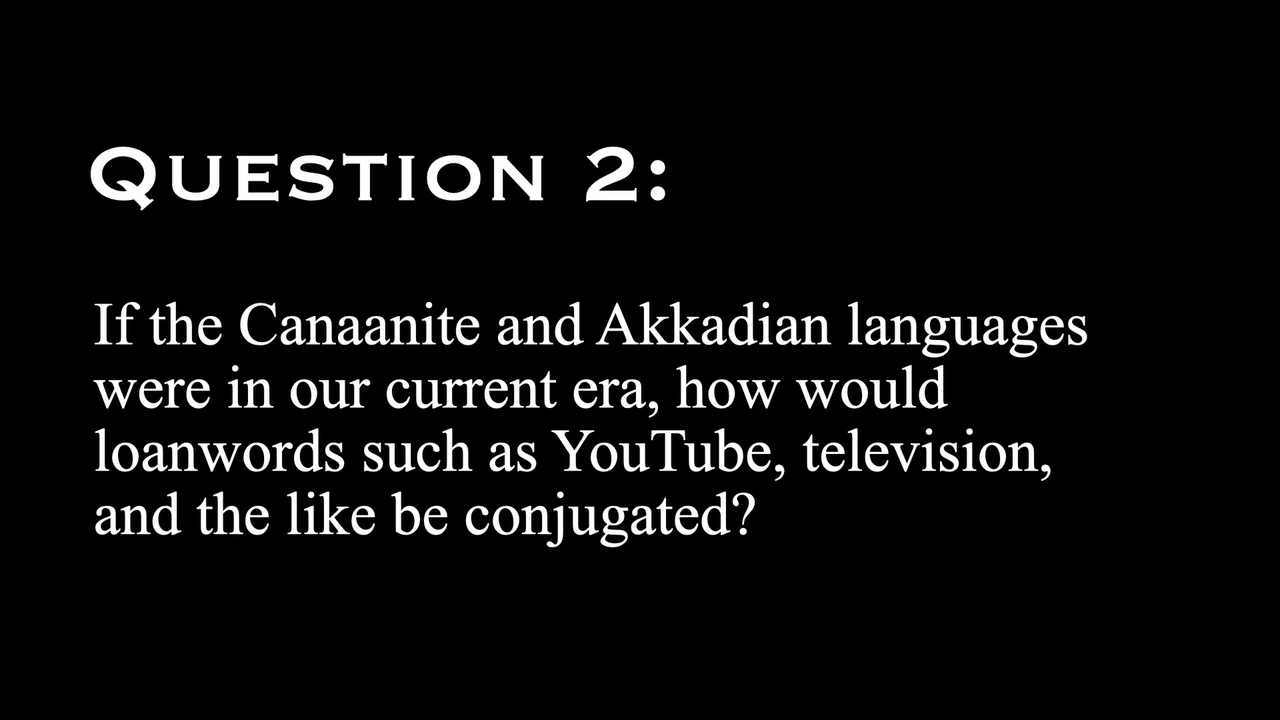 QUESTION 2:
If the Canaanite and Akkadian languages
were in our current era, how would
loanwords such as YouTube, television,
and the like be conjugated?